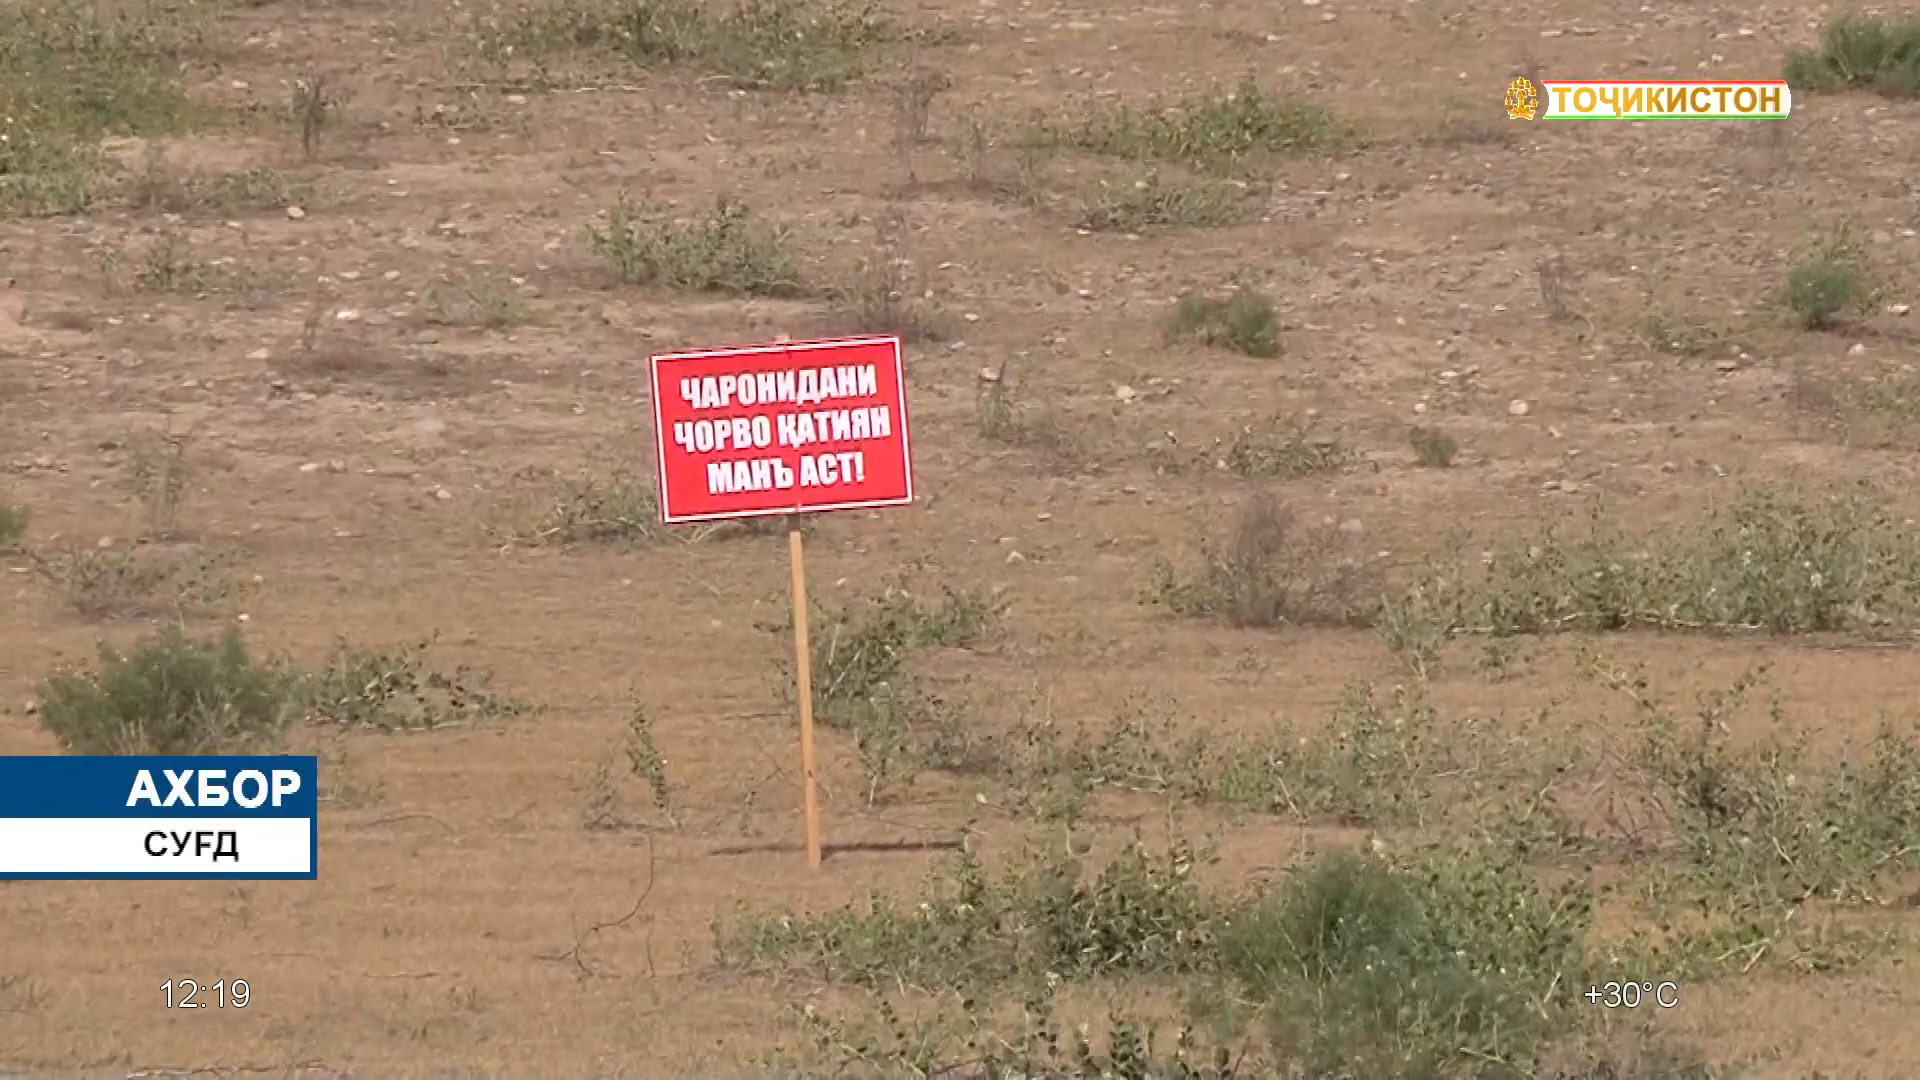 ТОҶИКИСТОН
ЧАРОНИДАНИ
ЧОРВО ҚАТИЯН
МАНЪ АСТ!
АХБОР
СУҒД
12:19
+30°C